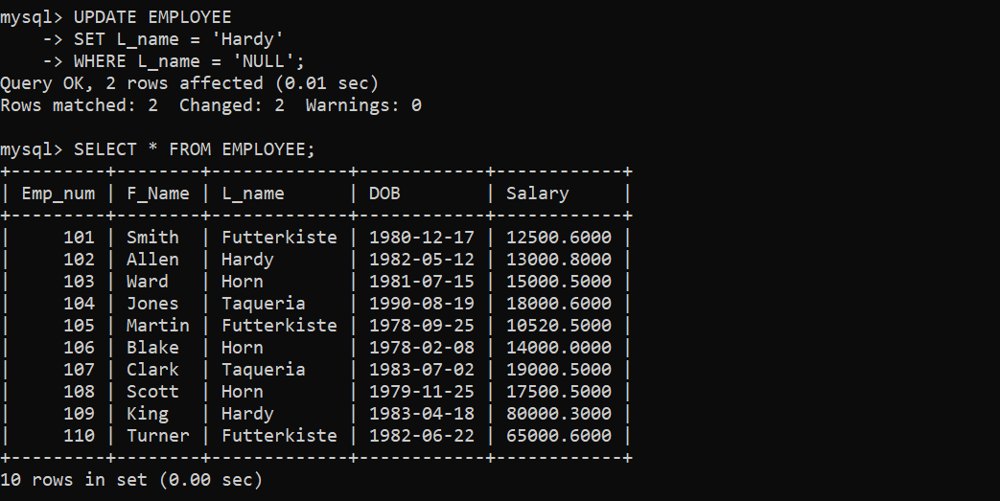 mysql> UPDATE EMPLOYEE
    -> SET L_name = 'Hardy'
    -> WHERE L_name = 'NULL';
Query OK, 2 rows affected (0.01 sec)
Rows matched: 2  Changed: 2  Warnings: 0

mysql> SELECT * FROM EMPLOYEE;
+---------+--------+-------------+------------+------------+
| Emp_num | F_Name | L_name      | DOB        | Salary     |
+---------+--------+-------------+------------+------------+
|     101 | Smith  | Futterkiste | 1980-12-17 | 12500.6000 |
|     102 | Allen  | Hardy       | 1982-05-12 | 13000.8000 |
|     103 | Ward   | Horn        | 1981-07-15 | 15000.5000 |
|     104 | Jones  | Taqueria    | 1990-08-19 | 18000.6000 |
|     105 | Martin | Futterkiste | 1978-09-25 | 10520.5000 |
|     106 | Blake  | Horn        | 1978-02-08 | 14000.0000 |
|     107 | Clark  | Taqueria    | 1983-07-02 | 19000.5000 |
|     108 | Scott  | Horn        | 1979-11-25 | 17500.5000 |
|     109 | King   | Hardy       | 1983-04-18 | 80000.3000 |
|     110 | Turner | Futterkiste | 1982-06-22 | 65000.6000 |
+---------+--------+-------------+------------+------------+
10 rows in set (0.00 sec)